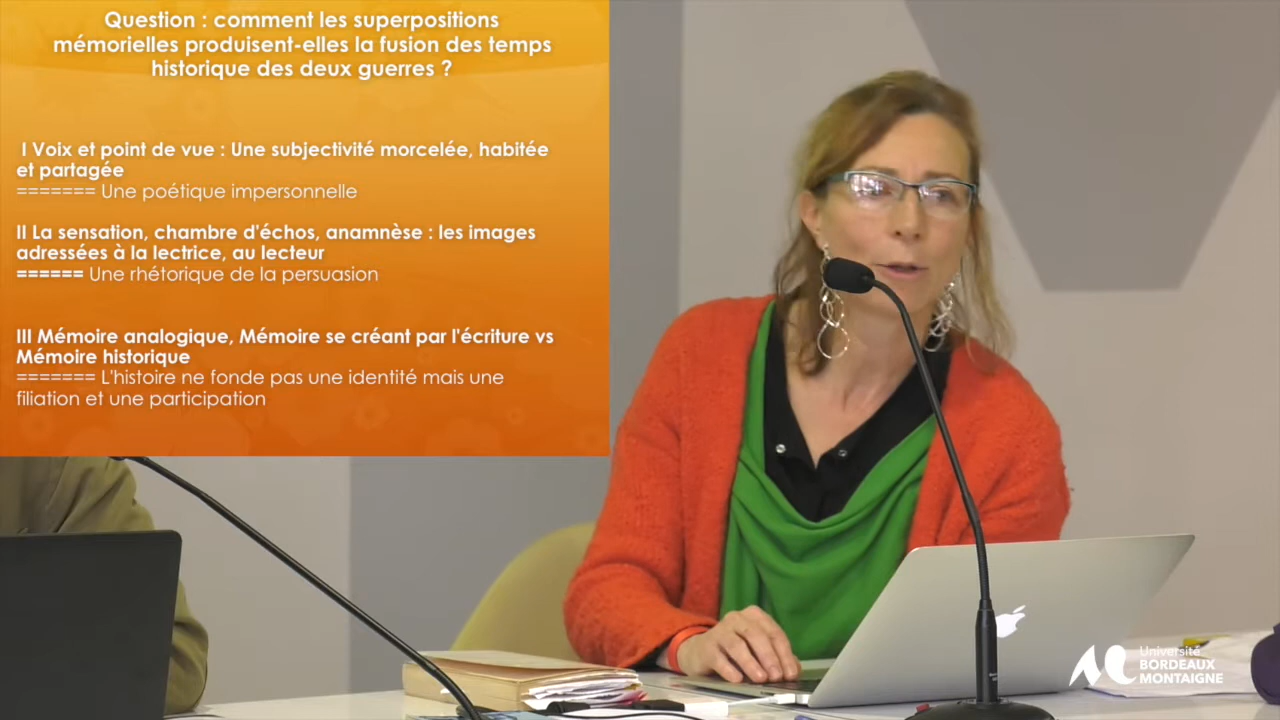 Question : comment les superpositions
mémorielles produisent-elles la fusion des temps
historique des deux guerres ?
I Voix et point de vue : Une subjectivité morcelée, habitée
et partagée
======= Une poétique impersonnelle
II La sensation, chambre d'échos, anamnèse : les images
adressées à la lectrice, au lecteur
====== Une rhétorique de la persuasion
III Mémoire analogique, Mémoire se créant par l'écriture vs
Mémoire historique
======= L'histoire ne fonde pas une identité mais une
filiation et une participation
Université
BORDEAUX
MONTAIGNE